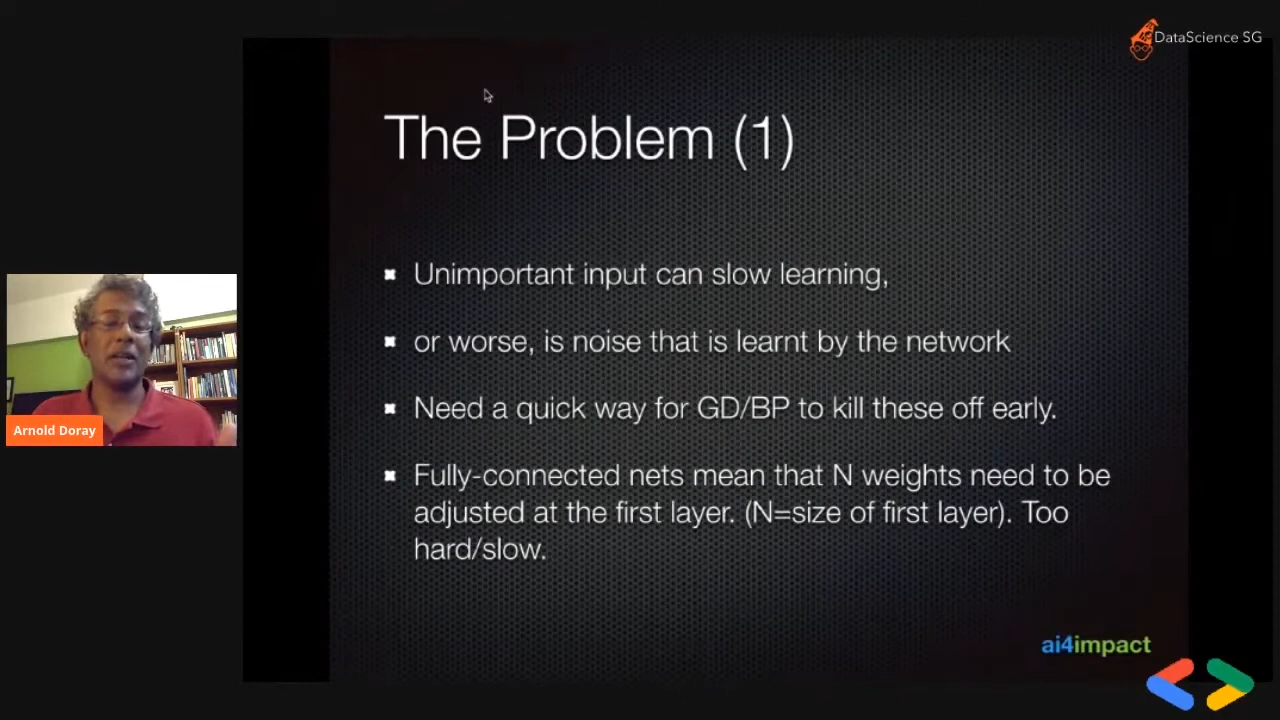 DataScience SG
The Problem (1)
Unimportant input can slow learning,
or worse, is noise that is learnt by the network
Need a quick way for GD/BP to kill these off early.
Fully-connected nets mean that N weights need to be
adjusted at the first layer. (N=size of first layer). Too
hard/slow.
Arnold Doray
ai4impact